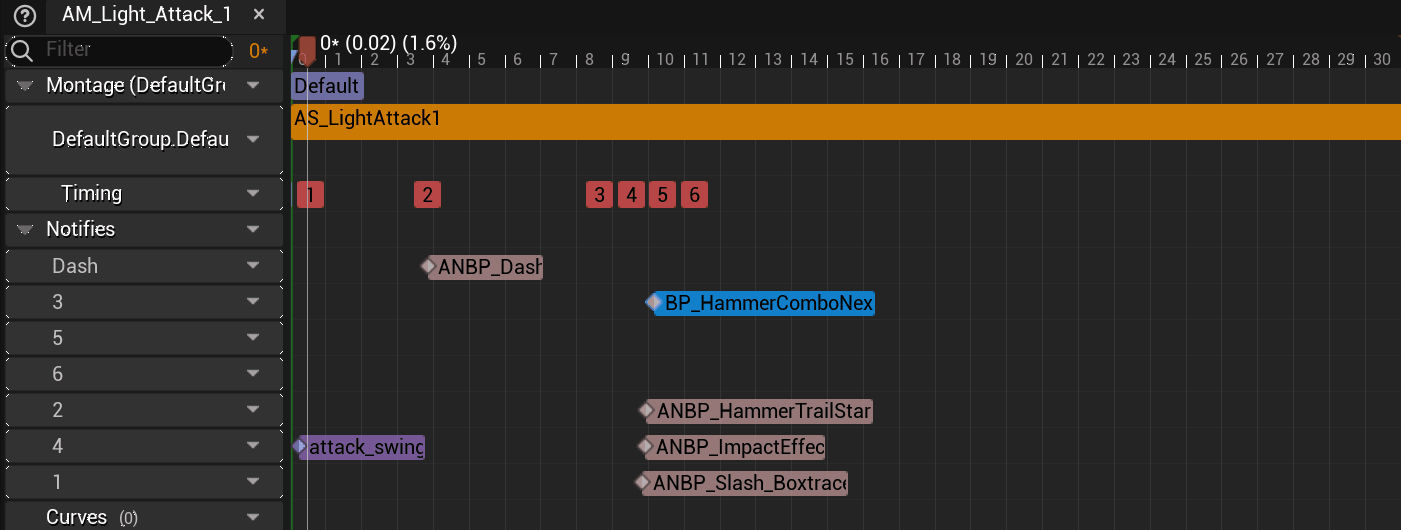 AM_Light_Attack_1
Filter 0*
0* (0.02) (1.6%)
0 1 2 3 4 5 6 7 8 9 10 11 12 13 14 15 16 17 18 19 20 21 22 23 24 25 26 27 28 29 30
Montage (DefaultGr
Default
AS_LightAttack1
DefaultGroup.Defau
Timing
1 2 3 4 5 6
Notifies
Dash
ANBP_Dash
3
BP_HammerComboNex
5
6
2
ANBP_HammerTrailStar
4
attack_swing
ANBP_ImpactEffec
1
ANBP_Slash_Boxtrace
Curves (0)